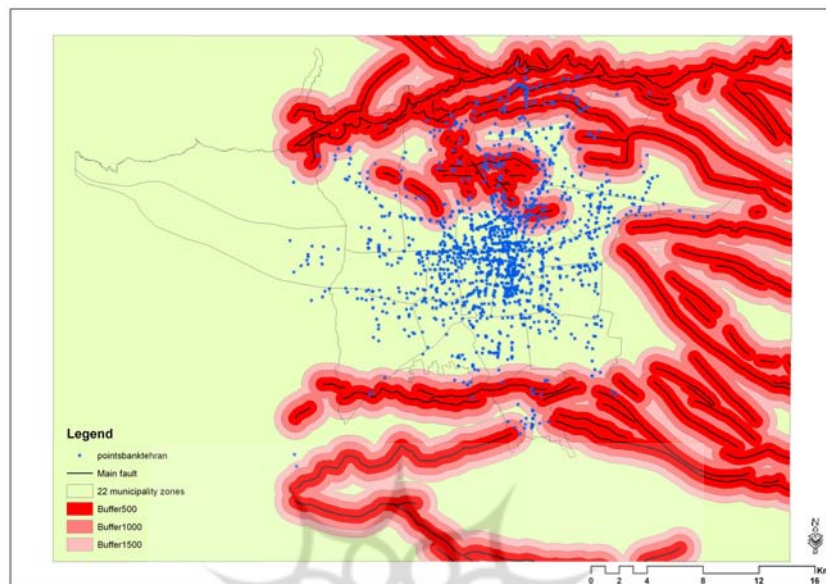 Legend
pointsbanktehran
Main fault
22 municipality zones
Buffer500
Buffer1000
Buffer1500
N
Km
0 2 4 8 12 16